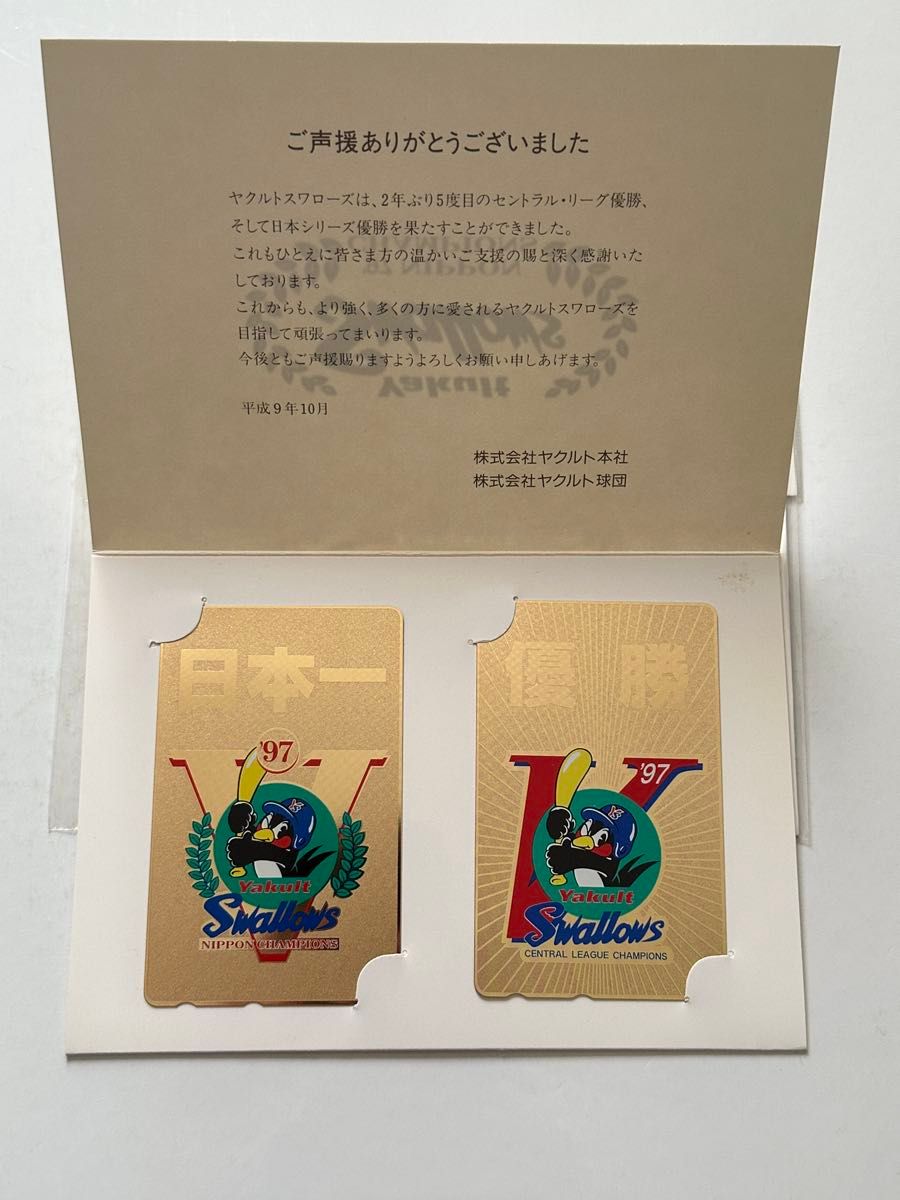 ご声援ありがとうございました
ヤクルトスワローズは、2年ぶり5度目のセントラル・リーグ優勝、
そして日本シリーズ優勝を果たすことができました。
これもひとえに皆さま方の温かいご支援の賜と深く感謝いた
しております。
これからも、より強く、多くの方に愛されるヤクルトスワローズを
目指して頑張ってまいります。
今後ともご声援賜りますようよろしくお願い申しあげます。
平成9年10月
株式会社ヤクルト本社
株式会社ヤクルト球団
日本一
'97
YS
Yakult
Swallows
NIPPON CHAMPIONS
優勝
'97
YS
Yakult
Swallows
CENTRAL LEAGUE CHAMPIONS